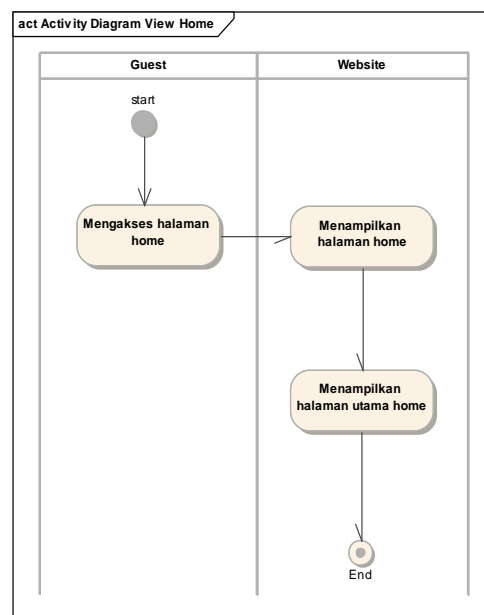 act Activity Diagram View Home
Guest
Website
start
Mengakses halaman
home
Menampilkan
halaman home
Menampilkan
halaman utama home
End